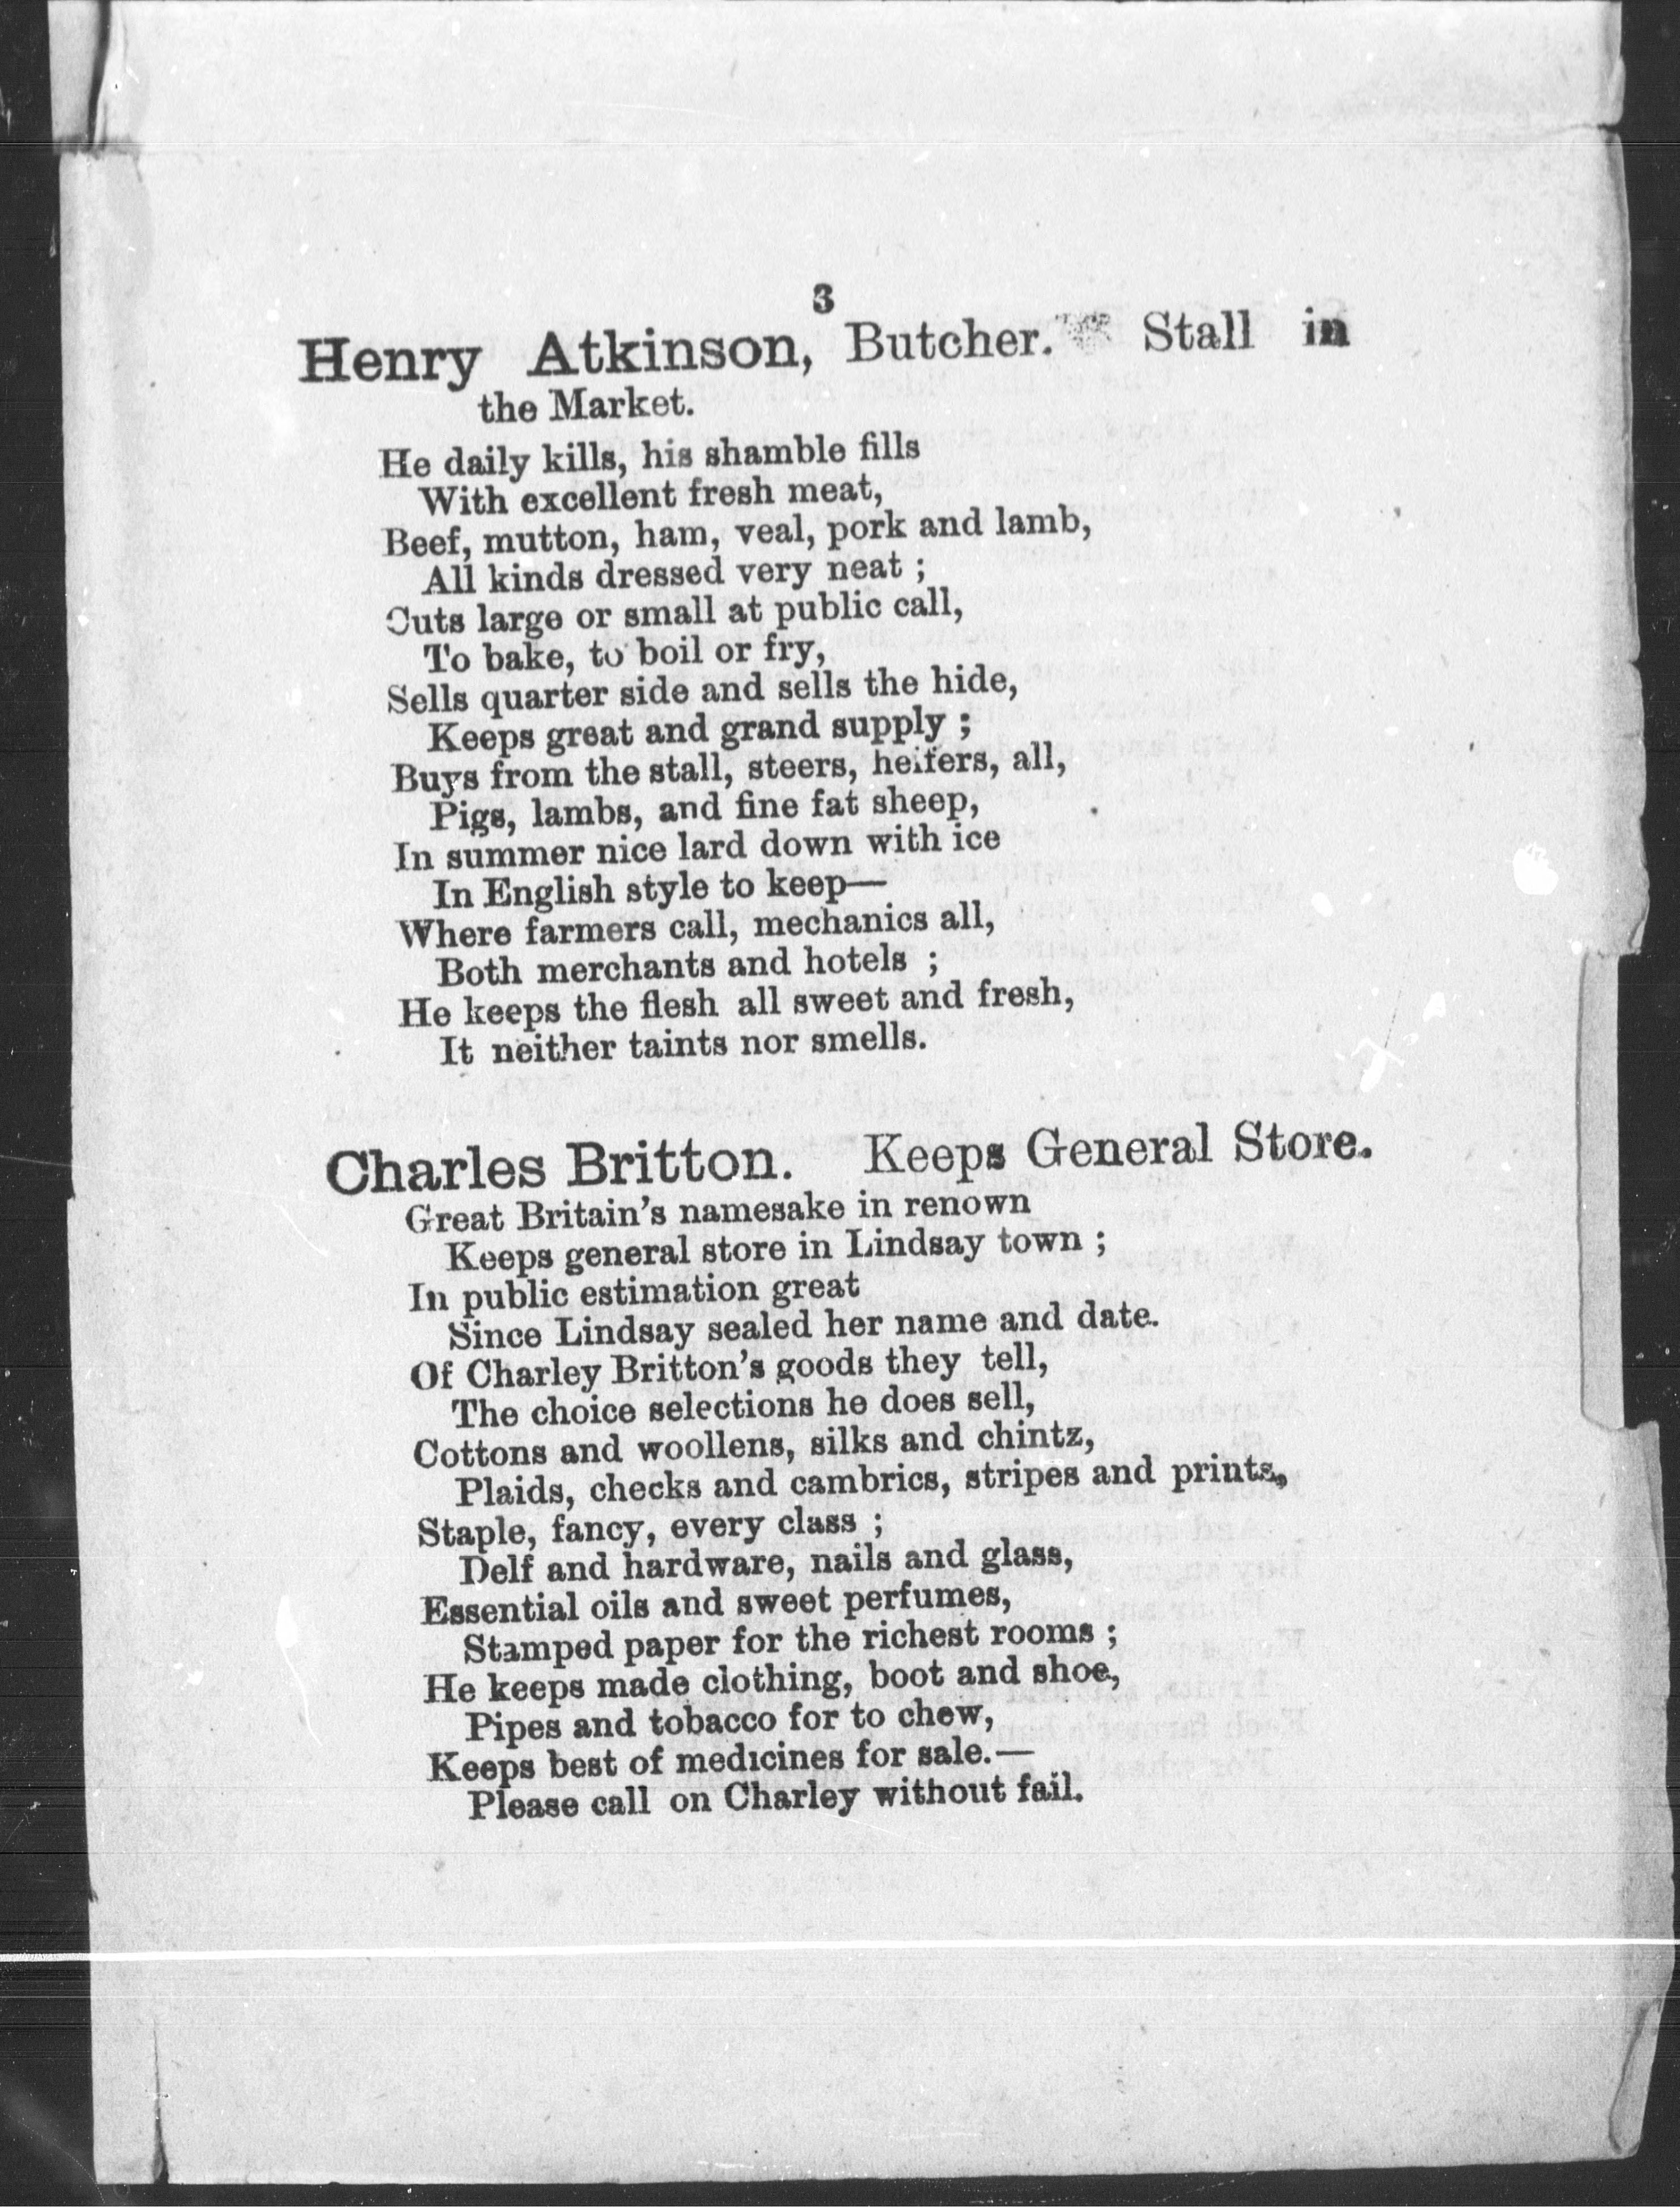 3
Henry Atkinson, Butcher. Stall in
the Market.
He daily kills, his shamble fills
With excellent fresh meat,
Beef, mutton, ham, veal, pork and lamb,
All kinds dressed very neat ;
Cuts large or small at public call,
To bake, to boil or fry,
Sells quarter side and sells the hide,
Keeps great and grand supply ;
Buys from the stall, steers, heifers, all,
Pigs, lambs, and fine fat sheep,
In summer nice lard down with ice
In English style to keep—
Where farmers call, mechanics all,
Both merchants and hotels ;
He keeps the flesh all sweet and fresh,
It neither taints nor smells.
Charles Britton. Keeps General Store.
Great Britain's namesake in renown
Keeps general store in Lindsay town ;
In public estimation great
Since Lindsay sealed her name and date.
Of Charley Britton's goods they tell,
The choice selections he does sell,
Cottons and woollens, silks and chintz,
Plaids, checks and cambrics, stripes and prints,
Staple, fancy, every class ;
Delf and hardware, nails and glass,
Essential oils and sweet perfumes,
Stamped paper for the richest rooms ;
He keeps made clothing, boot and shoe,
Pipes and tobacco for to chew,
Keeps best of medicines for sale.—
Please call on Charley without fail.